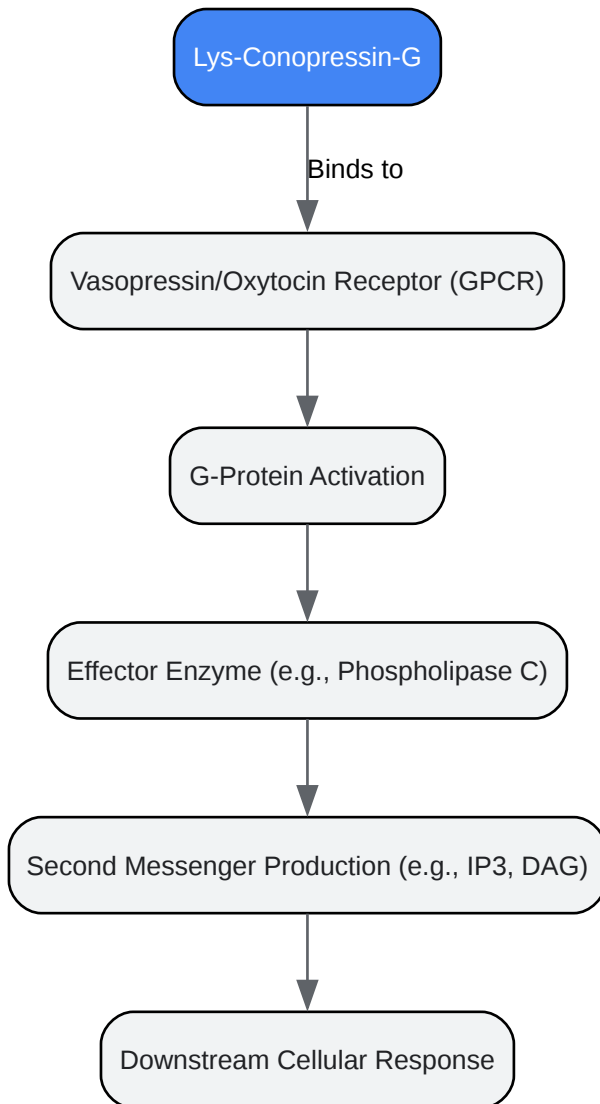 Lys-Conopressin-G
Binds to
Vasopressin/Oxytocin Receptor (GPCR)
G-Protein Activation
Effector Enzyme (e.g., Phospholipase C)
Second Messenger Production (e.g., IP3, DAG)
Downstream Cellular Response